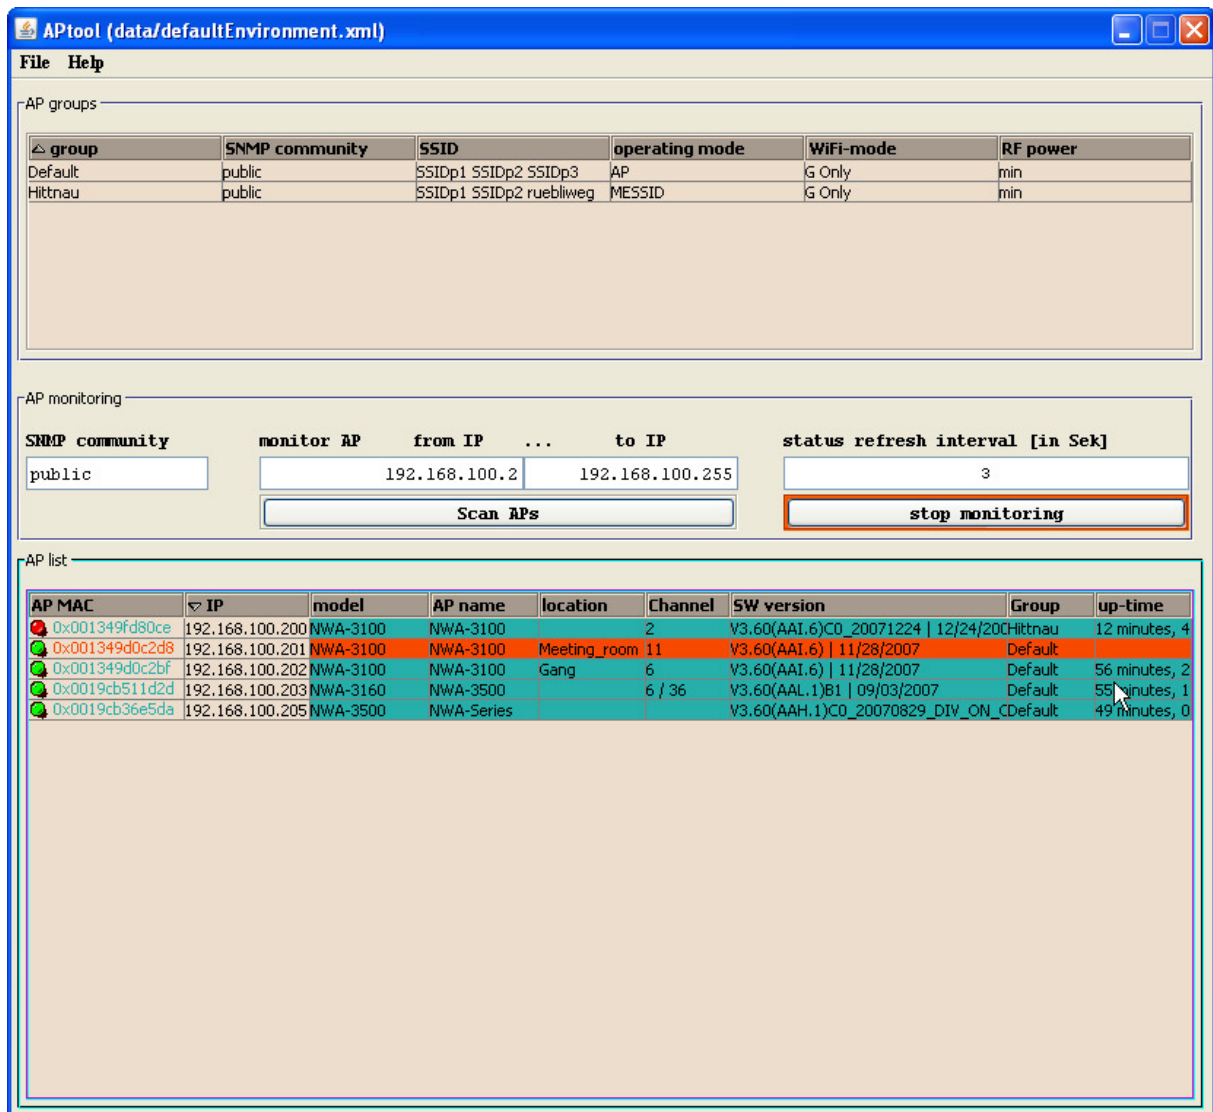 APtool (data/defaultEnvironment.xml)
File Help
AP groups
group SNMP community SSID operating mode WiFi-mode RF power
Default public SSIDp1 SSIDp2 SSIDp3 AP G Only min
Hittnau public SSIDp1 SSIDp2 ruebliweg MESSID G Only min
AP monitoring
SNMP community monitor AP from IP ... to IP status refresh interval [in Sek]
public 192.168.100.2 192.168.100.255 3
Scan APs stop monitoring
AP list
AP MAC IP model AP name location Channel SW version Group up-time
0x001349fd80ce 192.168.100.200 NWA-3100 NWA-3100 2 V3.60(AAI.6)C0_20071224 | 12/24/200 Hittnau 12 minutes, 4
0x001349d0c2d8 192.168.100.201 NWA-3100 NWA-3100 Meeting_room 11 V3.60(AAI.6) | 11/28/2007 Default
0x001349d0c2bf 192.168.100.202 NWA-3100 NWA-3100 Gang 6 V3.60(AAI.6) | 11/28/2007 Default 56 minutes, 2
0x0019cb511d2d 192.168.100.203 NWA-3160 NWA-3500 6 / 36 V3.60(AAL.1)B1 | 09/03/2007 Default 55 minutes, 1
0x0019cb36e5da 192.168.100.205 NWA-3500 NWA-Series V3.60(AAH.1)C0_20070829_DIV_ON_C Default 49 minutes, 0